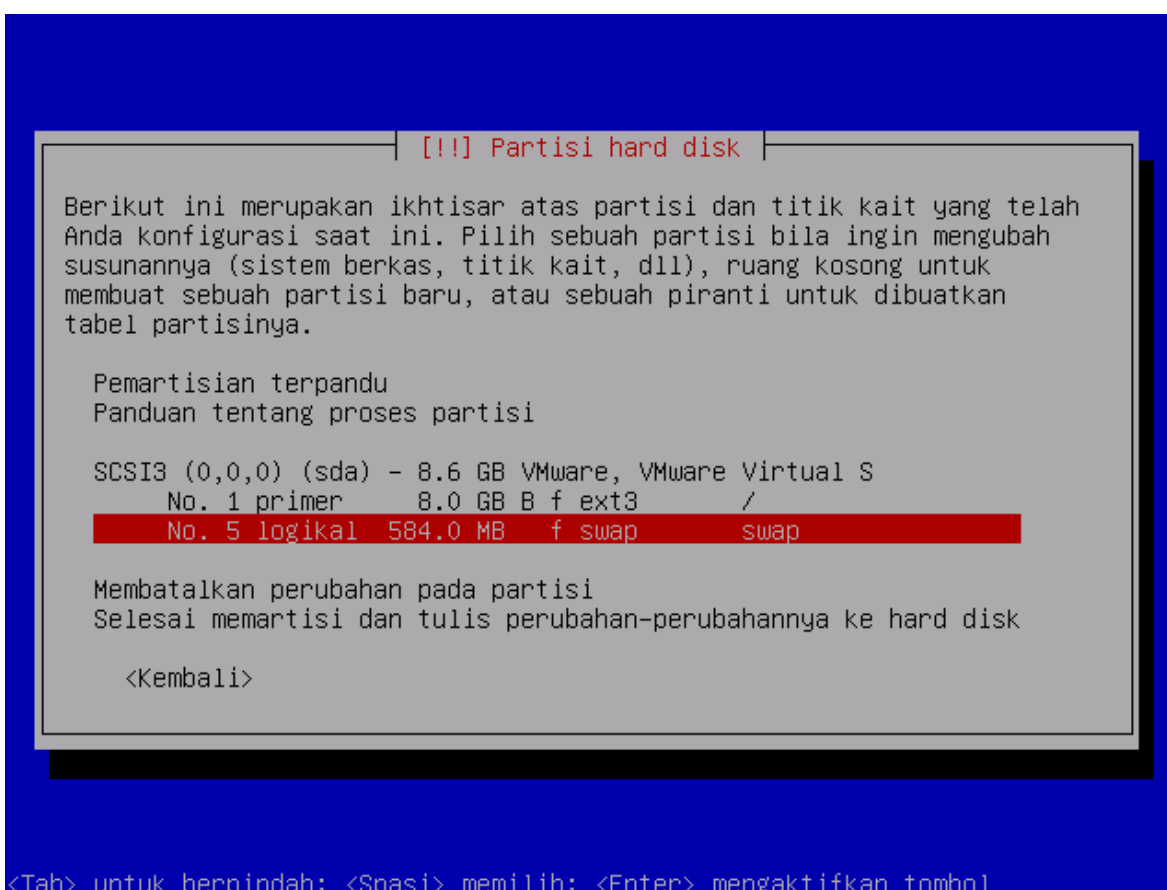 [!!] Partisi hard disk
Berikut ini merupakan ikhtisar atas partisi dan titik kait yang telah
Anda konfigurasi saat ini. Pilih sebuah partisi bila ingin mengubah
susunannya (sistem berkas, titik kait, dll), ruang kosong untuk
membuat sebuah partisi baru, atau sebuah piranti untuk dibuatkan
tabel partisinya.
Pemartisian terpandu
Panduan tentang proses partisi
SCSI3 (0,0,0) (sda) - 8.6 GB VMware, VMware Virtual S
No. 1 primer 8.0 GB B f ext3 /
No. 5 logikal 584.0 MB f swap swap
Membatalkan perubahan pada partisi
Selesai memartisi dan tulis perubahan-perubahannya ke hard disk
<Kembali>
<Tab> untuk berpindah; <Spasi> memilih; <Enter> mengaktifkan tombol